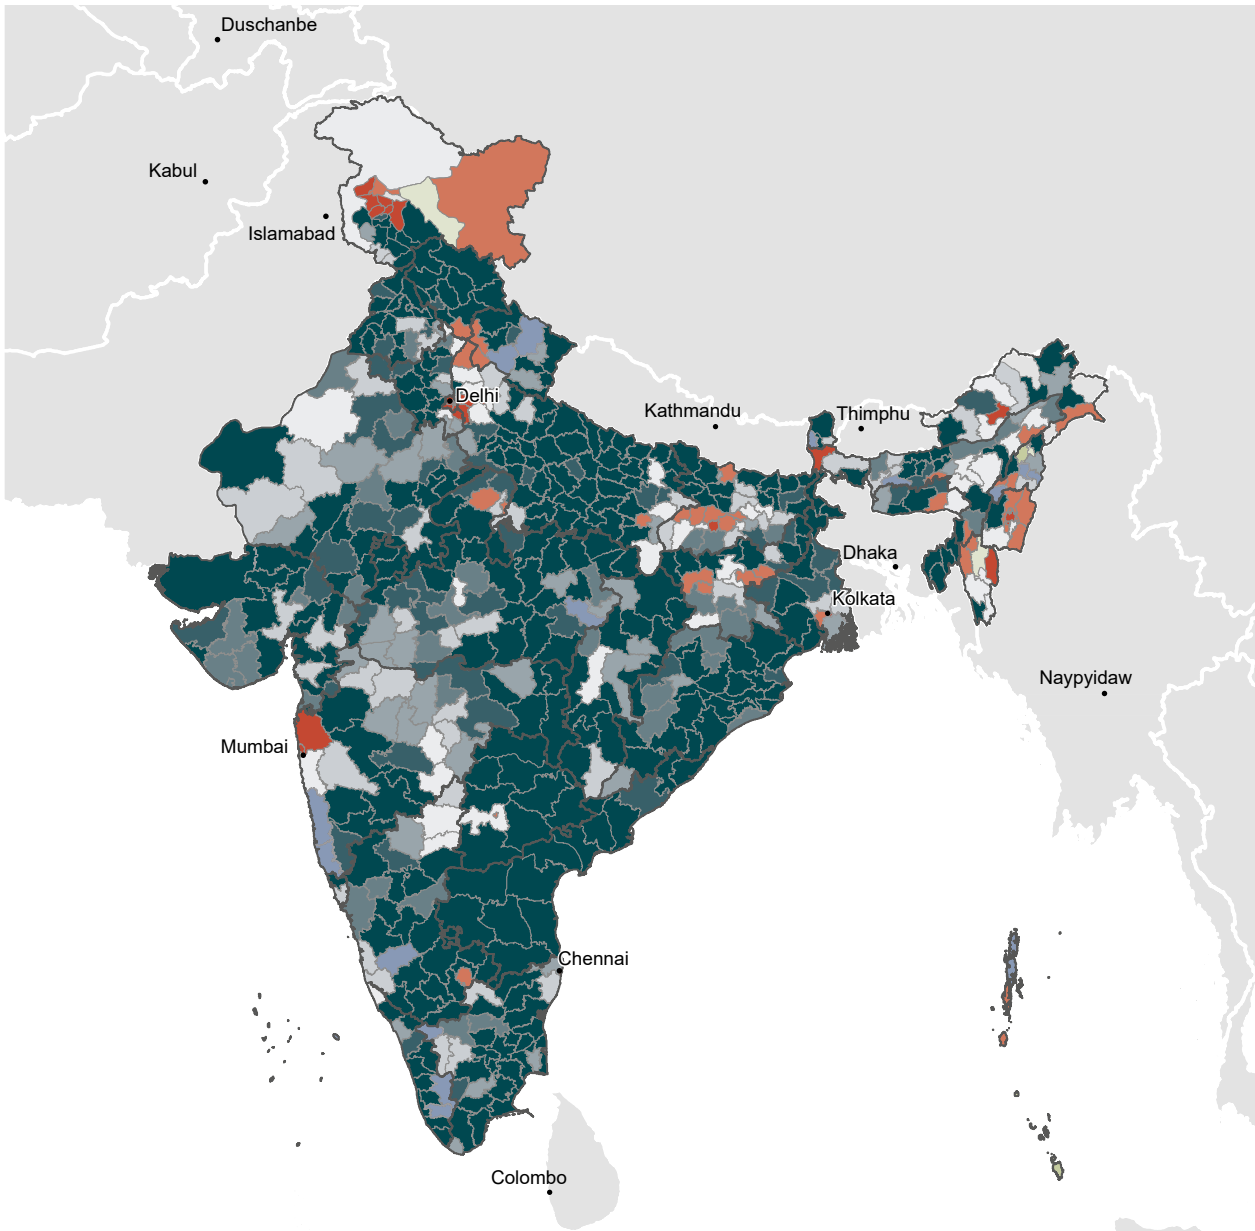 Duschanbe
Kabul
Islamabad
Delhi
Kathmandu
Thimphu
Dhaka
Kolkata
Naypyidaw
Mumbai
Chennai
Colombo